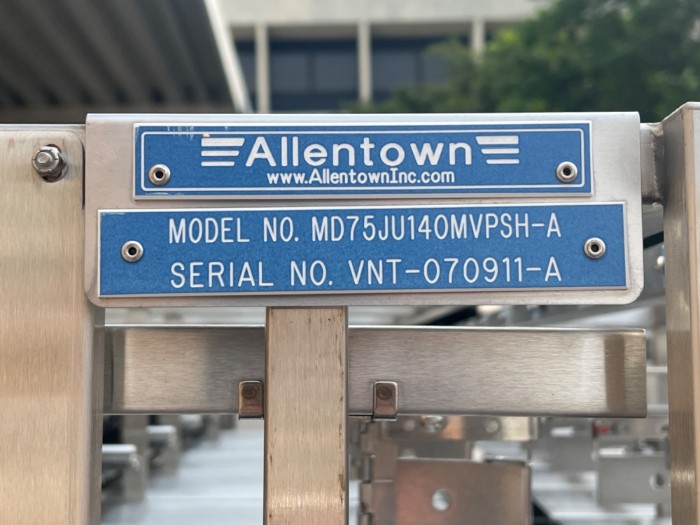 Allentown
www.AllentownInc.com
MODEL NO. MD75JU140MVPSH-A
SERIAL NO. VNT-070911-A